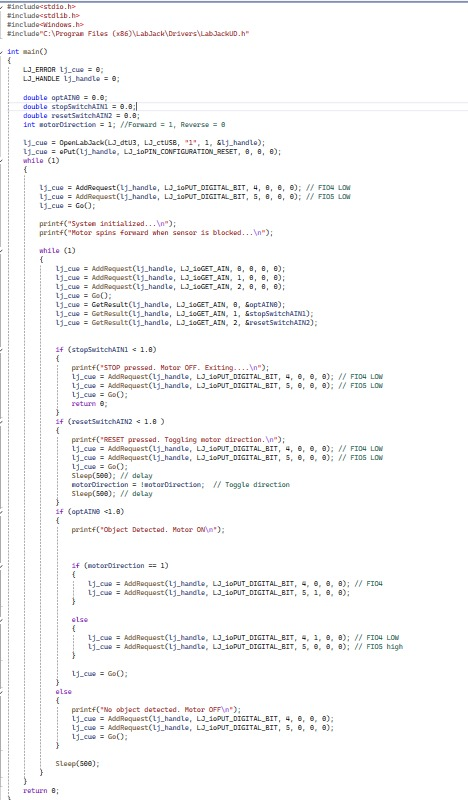 #include<stdio.h>
#include<stdlib.h>
#include<Windows.h>
#include"C:\Program Files (x86)\LabJack\Drivers\LabJackUD.h"
int main()
{
LJ_ERROR lj_cue = 0;
LJ_HANDLE lj_handle = 0;
double optAIN0 = 0.0;
double stopSwitchAIN1 = 0.0;
double resetSwitchAIN2 = 0.0;
int motorDirection = 1; //Forward = 1, Reverse = 0
lj_cue = OpenLabJack(LJ_dtU3, LJ_ctUSB, "1", 1, &lj_handle);
lj_cue = ePut(lj_handle, LJ_ioPIN_CONFIGURATION_RESET, 0, 0, 0);
while (1)
{
lj_cue = AddRequest(lj_handle, LJ_ioPUT_DIGITAL_BIT, 4, 0, 0, 0); // FIO4 LOW
lj_cue = AddRequest(lj_handle, LJ_ioPUT_DIGITAL_BIT, 5, 0, 0, 0); // FIO5 LOW
lj_cue = Go();
printf("System initialized...\n");
printf("Motor spins forward when sensor is blocked...\n");
while (1)
{
lj_cue = AddRequest(lj_handle, LJ_ioGET_AIN, 0, 0, 0, 0);
lj_cue = AddRequest(lj_handle, LJ_ioGET_AIN, 1, 0, 0, 0);
lj_cue = AddRequest(lj_handle, LJ_ioGET_AIN, 2, 0, 0, 0);
lj_cue = Go();
lj_cue = GetResult(lj_handle, LJ_ioGET_AIN, 0, &optAIN0);
lj_cue = GetResult(lj_handle, LJ_ioGET_AIN, 1, &stopSwitchAIN1);
lj_cue = GetResult(lj_handle, LJ_ioGET_AIN, 2, &resetSwitchAIN2);
if (stopSwitchAIN1 < 1.0)
{
printf("STOP pressed. Motor OFF. Exiting....\n");
lj_cue = AddRequest(lj_handle, LJ_ioPUT_DIGITAL_BIT, 4, 0, 0, 0); // FIO4 LOW
lj_cue = AddRequest(lj_handle, LJ_ioPUT_DIGITAL_BIT, 5, 0, 0, 0); // FIO5 LOW
lj_cue = Go();
return 0;
}
if (resetSwitchAIN2 < 1.0 )
{
printf("RESET pressed. Toggling motor direction.\n");
lj_cue = AddRequest(lj_handle, LJ_ioPUT_DIGITAL_BIT, 4, 0, 0, 0); // FIO4 LOW
lj_cue = AddRequest(lj_handle, LJ_ioPUT_DIGITAL_BIT, 5, 0, 0, 0); // FIO5 LOW
lj_cue = Go();
Sleep(500); // delay
motorDirection = !motorDirection; // Toggle direction
Sleep(500); // delay
}
if (optAIN0 <1.0)
{
printf("Object Detected. Motor ON\n");
if (motorDirection == 1)
{
lj_cue = AddRequest(lj_handle, LJ_ioPUT_DIGITAL_BIT, 4, 0, 0, 0); // FIO4
lj_cue = AddRequest(lj_handle, LJ_ioPUT_DIGITAL_BIT, 5, 1, 0, 0);
}
else
{
lj_cue = AddRequest(lj_handle, LJ_ioPUT_DIGITAL_BIT, 4, 1, 0, 0); // FIO4 LOW
lj_cue = AddRequest(lj_handle, LJ_ioPUT_DIGITAL_BIT, 5, 0, 0, 0); // FIO5 high
}
lj_cue = Go();
}
else
{
printf("No object detected. Motor OFF\n");
lj_cue = AddRequest(lj_handle, LJ_ioPUT_DIGITAL_BIT, 4, 0, 0, 0);
lj_cue = AddRequest(lj_handle, LJ_ioPUT_DIGITAL_BIT, 5, 0, 0, 0);
lj_cue = Go();
}
Sleep(500);
}
}
return 0;
}